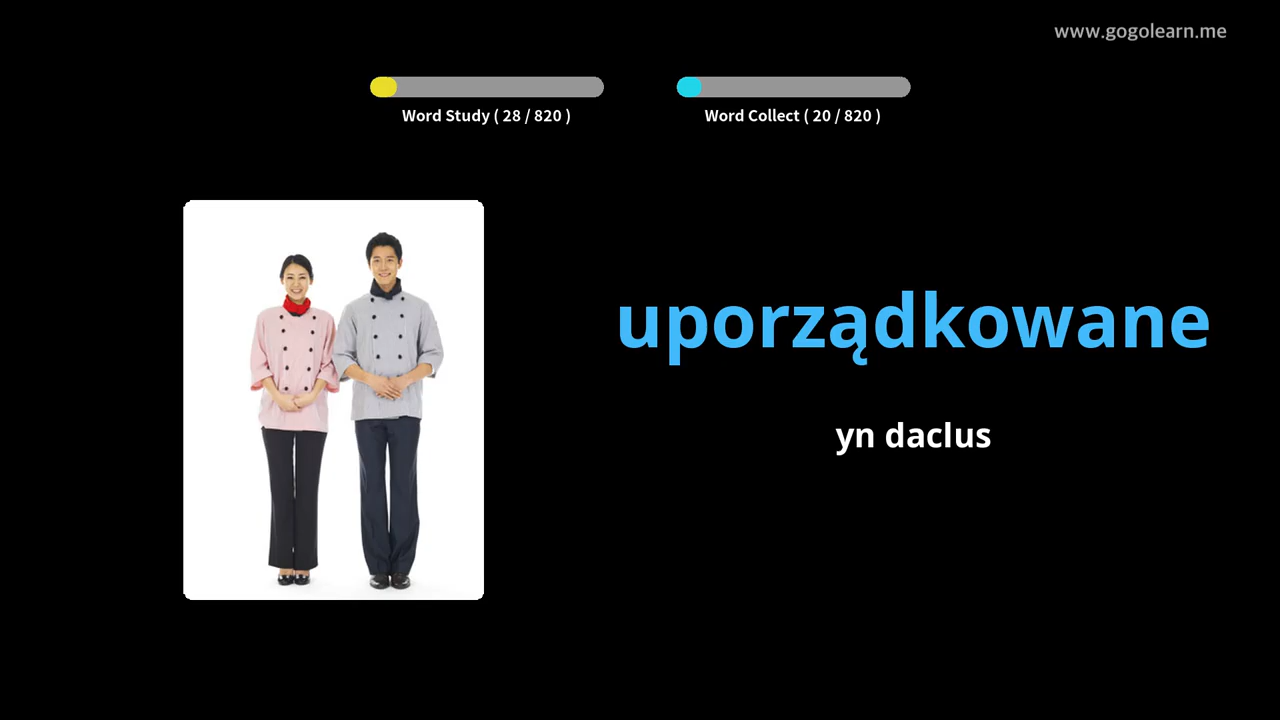 www.gogolearn.me
Word Study ( 28 / 820 )
Word Collect ( 20 / 820 )
uporządkowane
yn daclus